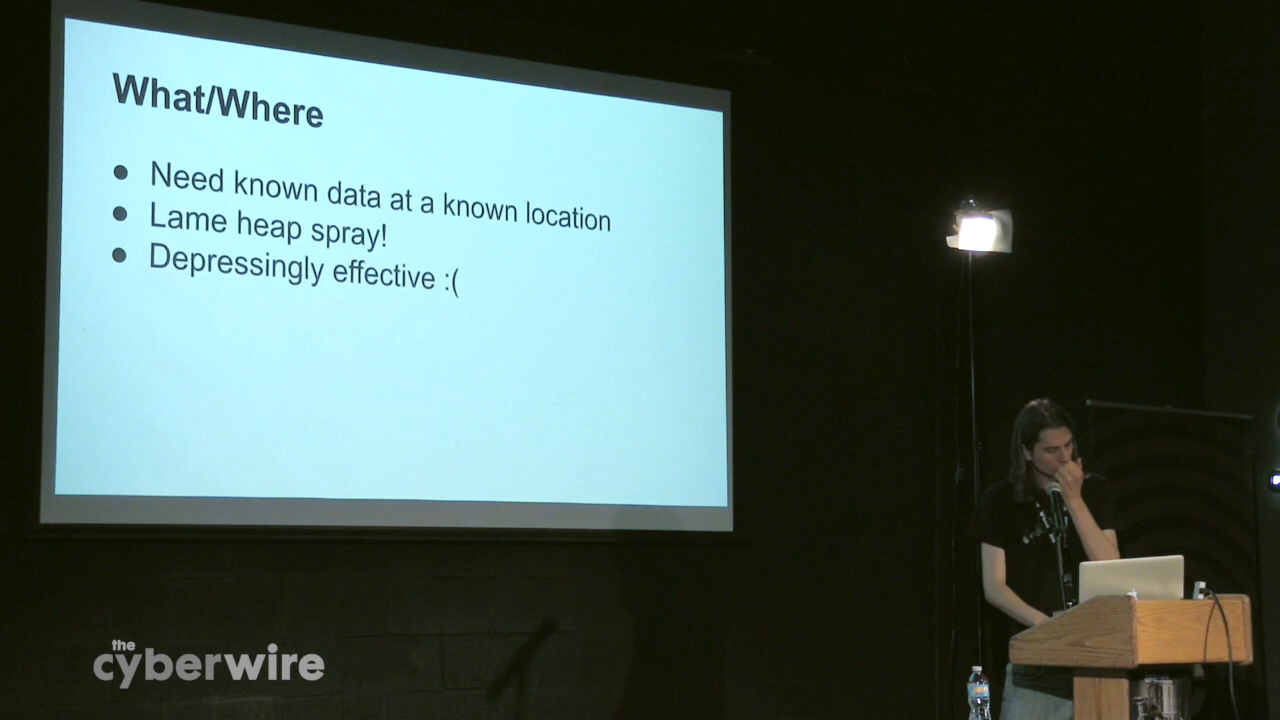 What/Where
● Need known data at a known location
● Lame heap spray!
● Depressingly effective :(
the
cyberwire